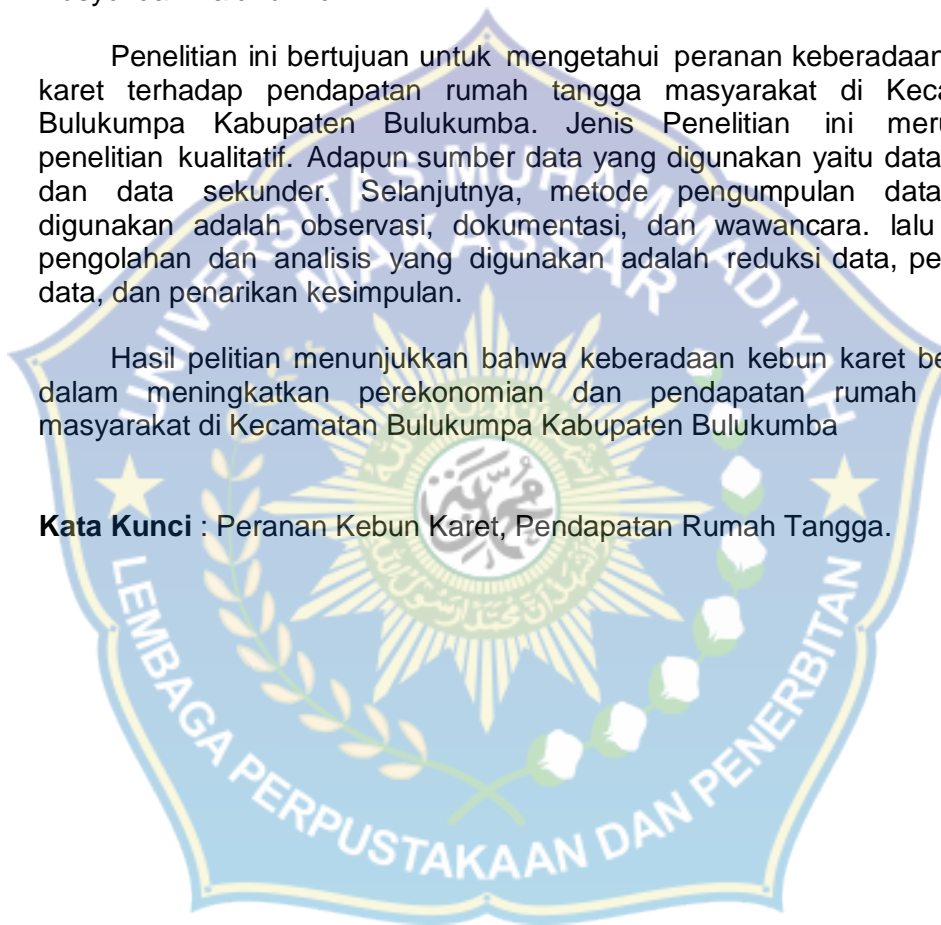 Penelitian ini bertujuan untuk mengetahui peranan keberadaan
karet terhadap pendapatan rumah tangga masyarakat di Keca
Bulukumpa Kabupaten Bulukumba. Jenis Penelitian ini meru
penelitian kualitatif. Adapun sumber data yang digunakan yaitu data
dan data sekunder. Selanjutnya, metode pengumpulan data
digunakan adalah observasi, dokumentasi, dan wawancara. lalu
pengolahan dan analisis yang digunakan adalah reduksi data, pe
data, dan penarikan kesimpulan.
Hasil pelitian menunjukkan bahwa keberadaan kebun karet be
dalam meningkatkan perekonomian dan pendapatan rumah
masyarakat di Kecamatan Bulukumpa Kabupaten Bulukumba
Kata Kunci : Peranan Kebun Karet, Pendapatan Rumah Tangga.
UNIVERSITAS MUHAMMADIYAH
MAKASSAR
LEMBAGA PERPUSTAKAAN DAN PENERBITAN